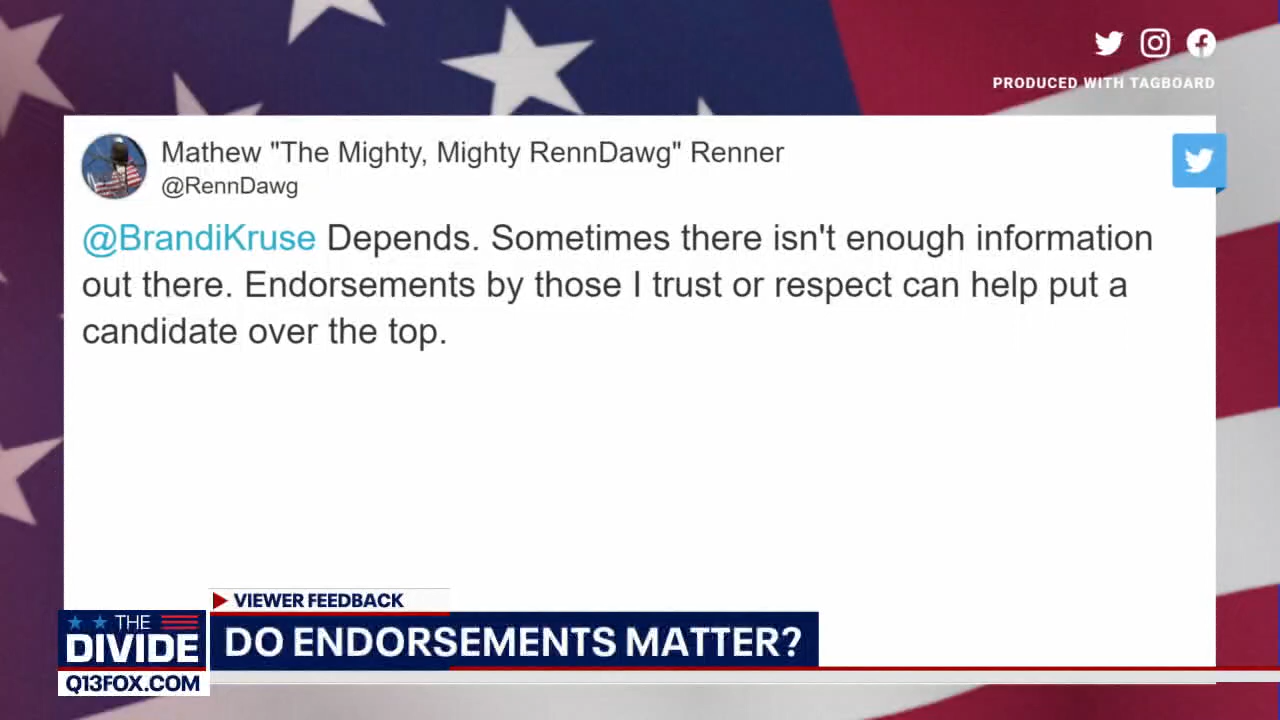 PRODUCED WITH TAGBOARD
Mathew "The Mighty, Mighty RennDawg" Renner
@RennDawg
@BrandiKruse Depends. Sometimes there isn't enough information
out there. Endorsements by those I trust or respect can help put a
candidate over the top.
VIEWER FEEDBACK
THE
DIVIDE
DO ENDORSEMENTS MATTER?
Q13FOX.COM